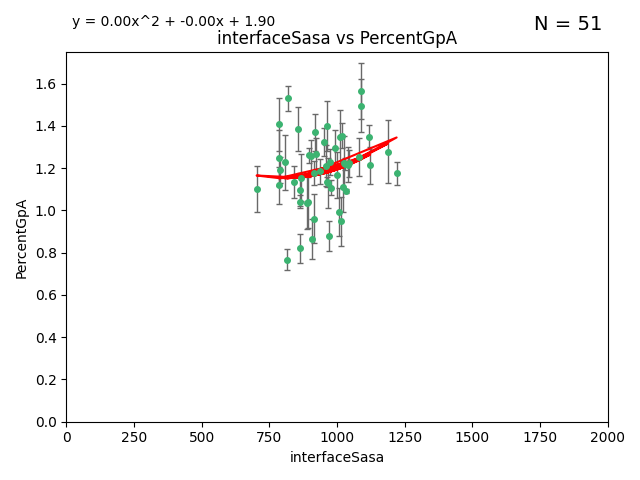 y = 0.00x^2 + -0.00x + 1.90
N = 51
interfaceSasa vs PercentGpA
PercentGpA
1.6
1.4
1.2
1.0
0.8
0.6
0.4
0.2
0.0
0 250 500 750 1000 1250 1500 1750 2000
interfaceSasa